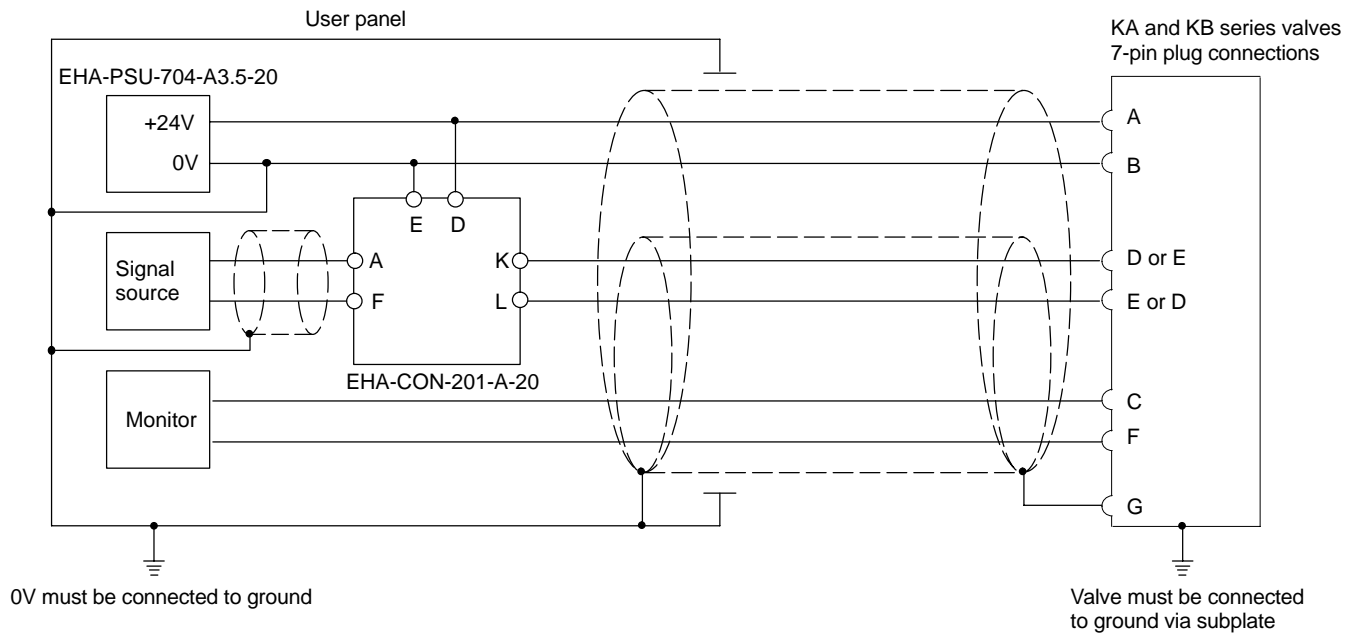 User panel
KA and KB series valves
7-pin plug connections
EHA-PSU-704-A3.5-20
+24V
0V
A
B
E D
Signal
source
A
F
K
L
D or E
E or D
EHA-CON-201-A-20
Monitor
C
F
G
0V must be connected to ground
Valve must be connected
to ground via subplate